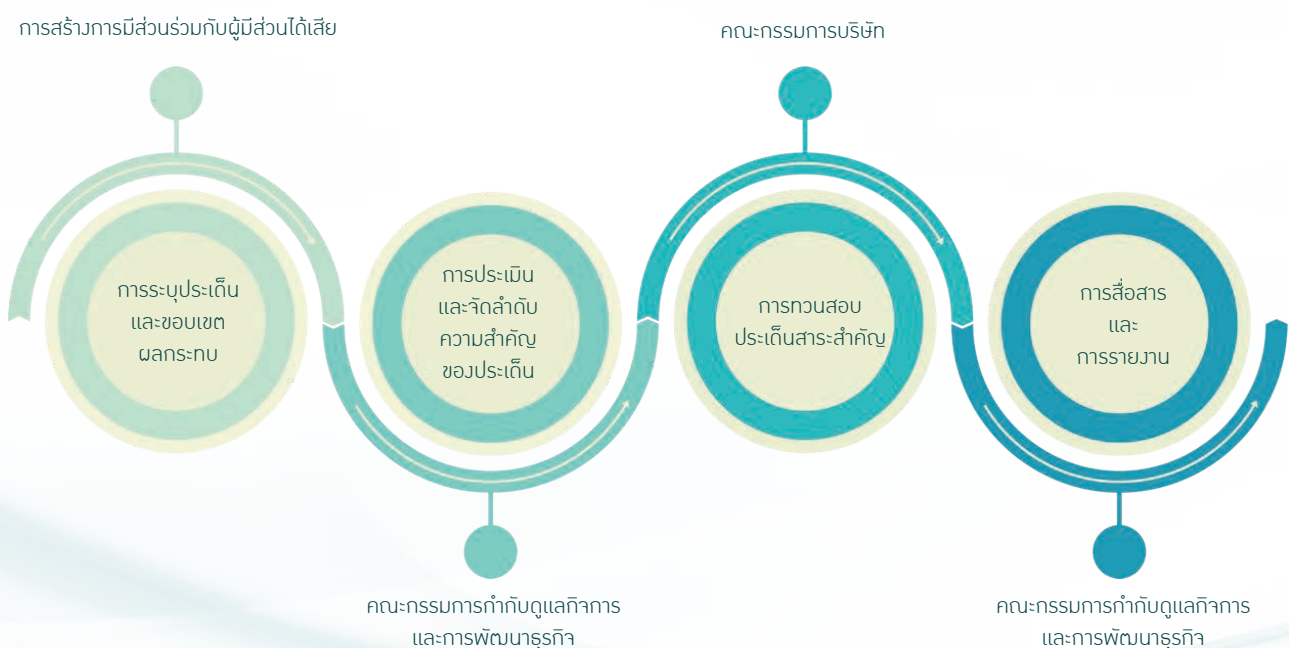 การสร้างการมีส่วนร่วมกับผู้มีส่วนได้เสีย
คณะกรรมการบริษัท
การระบุประเด็น
และขอบเขต
ผลกระทบ
การประเมิน
และจัดลำดับ
ความสำคัญ
ของประเด็น
การทวนสอบ
ประเด็นสาระสำคัญ
การสื่อสาร
และ
การรายงาน
คณะกรรมการกำกับดูแลกิจการ
และการพัฒนาธุรกิจ
คณะกรรมการกำกับดูแลกิจการ
และการพัฒนาธุรกิจ